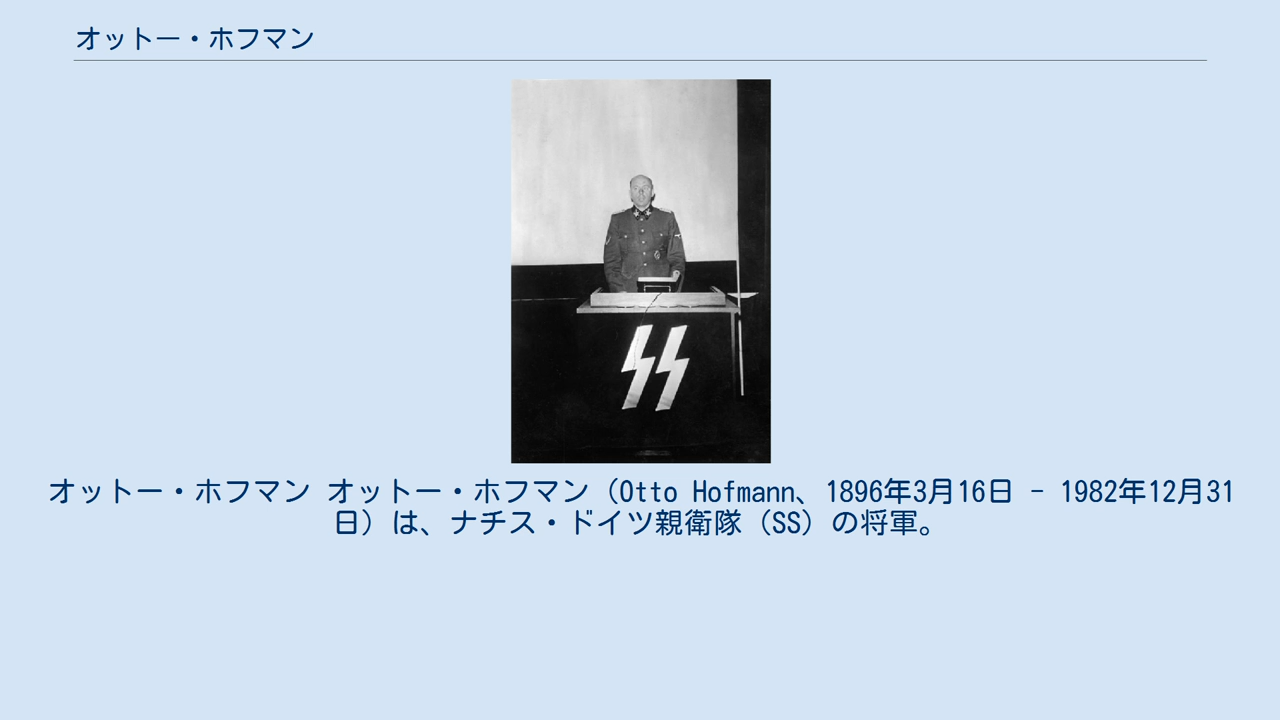 オットー・ホフマン
オットー・ホフマン オットー・ホフマン（Otto Hofmann、1896年3月16日 - 1982年12月31
日）は、ナチス・ドイツ親衛隊（SS）の将軍。